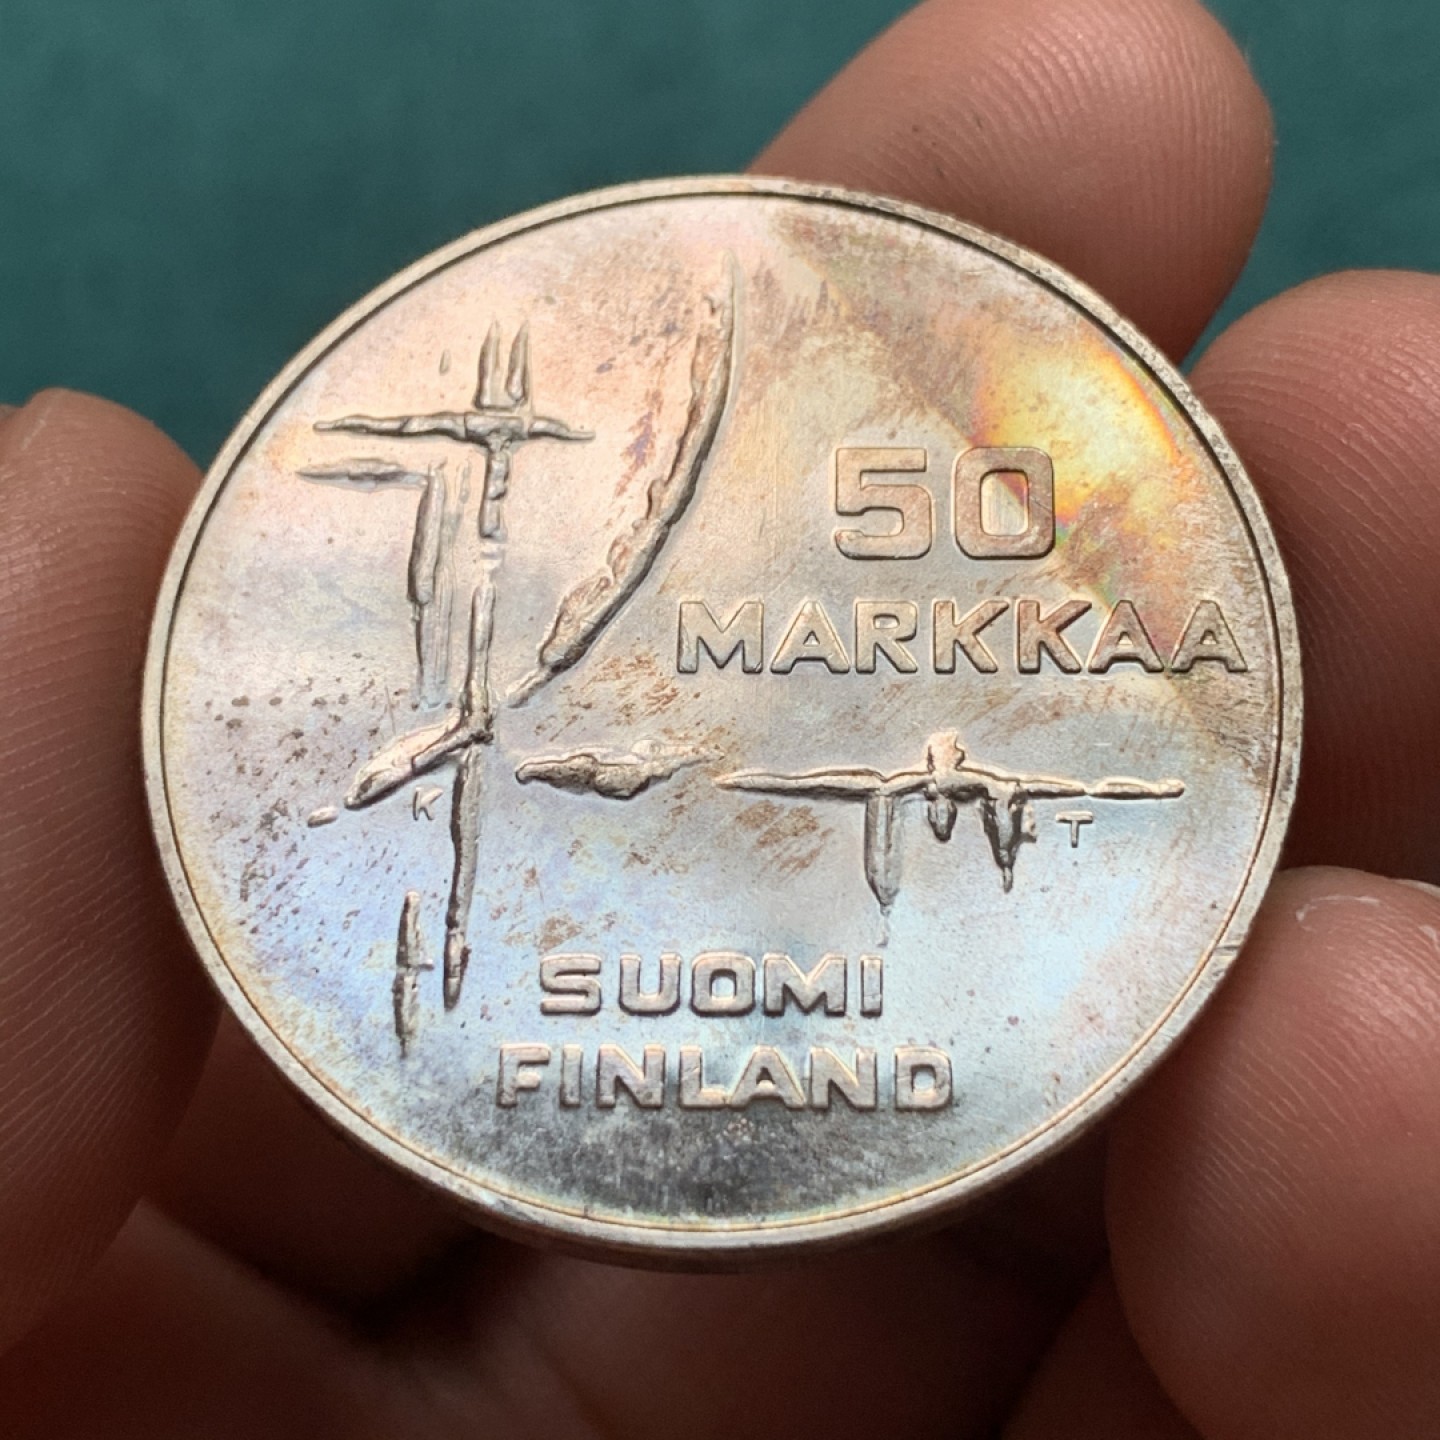 50
MARKKAA
K
T
SUOMI
FINLAND